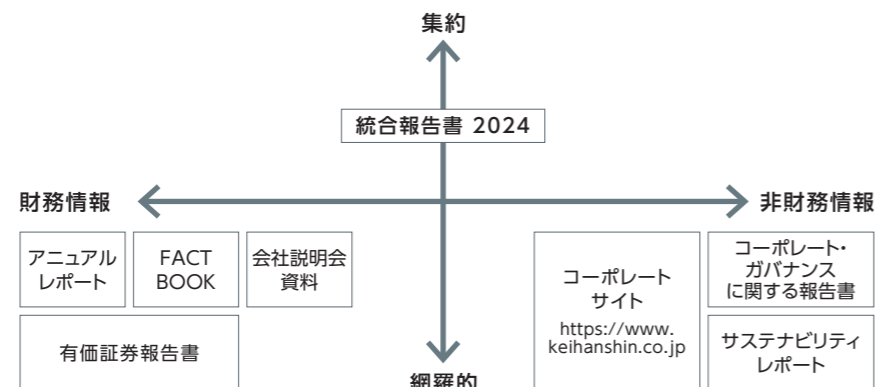 集約
統合報告書 2024
財務情報
非財務情報
アニュアル
レポート
FACT
BOOK
会社説明会
資料
有価証券報告書
コーポレート
サイト
https://www.
keihanshin.co.jp
コーポレート・
ガバナンス
に関する報告書
サステナビリティ
レポート
網羅的